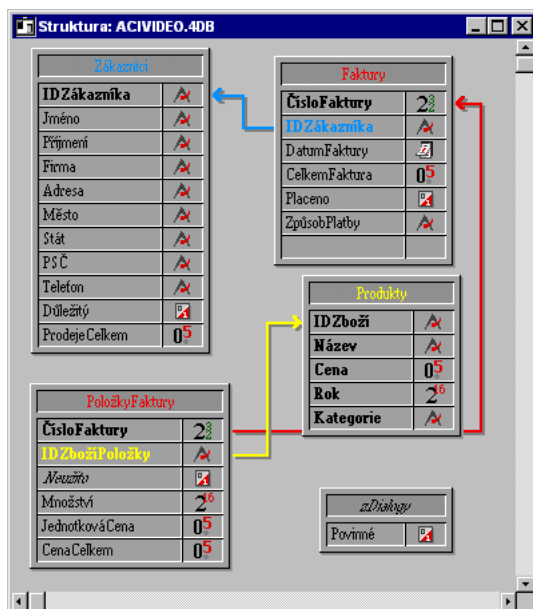 Struktura: ACIVIDEO.4DB
Zákazníci
IDZákazníka
Jméno
Příjmení
Firma
Adresa
Město
Stát
PSČ
Telefon
Důležitý
ProdejeCelkem
Faktury
ČísloFaktury
IDZákazníka
DatumFaktury
CelkemFaktura
Placeno
ZpůsobPlatby
Produkty
IDZboží
Název
Cena
Rok
Kategorie
PoložkyFaktury
ČísloFaktury
IDZbožíPoložky
Neužito
Množství
JednotkováCena
CenaCelkem
zDialogy
Povinné